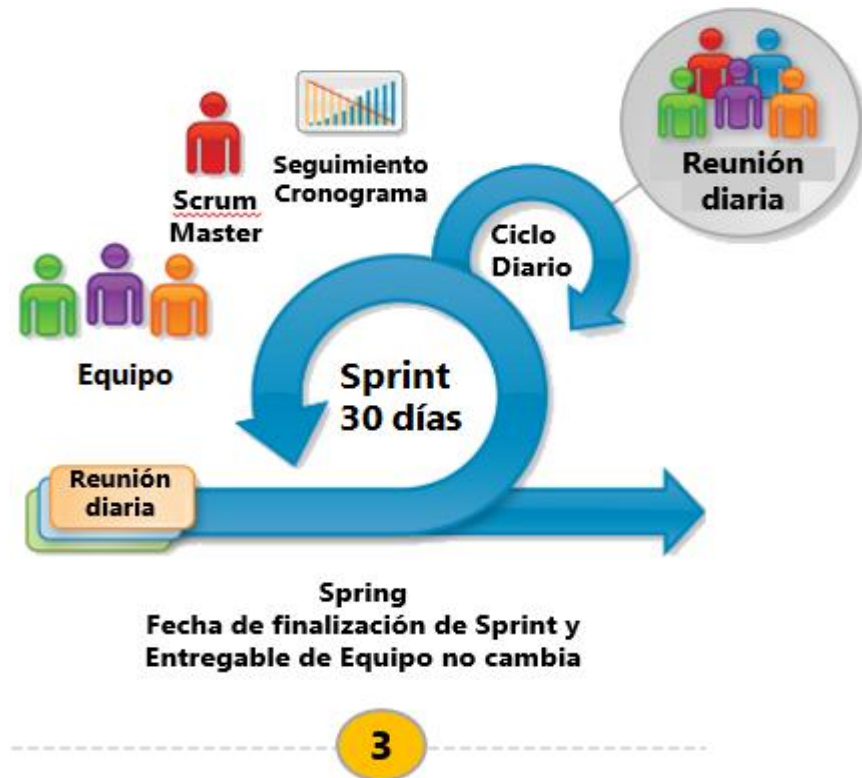 Scrum
Master
Seguimiento
Cronograma
Reunión
diaria
Ciclo
Diario
Equipo
Sprint
30 días
Reunión
diaria
Spring
Fecha de finalización de Sprint y
Entregable de Equipo no cambia
3